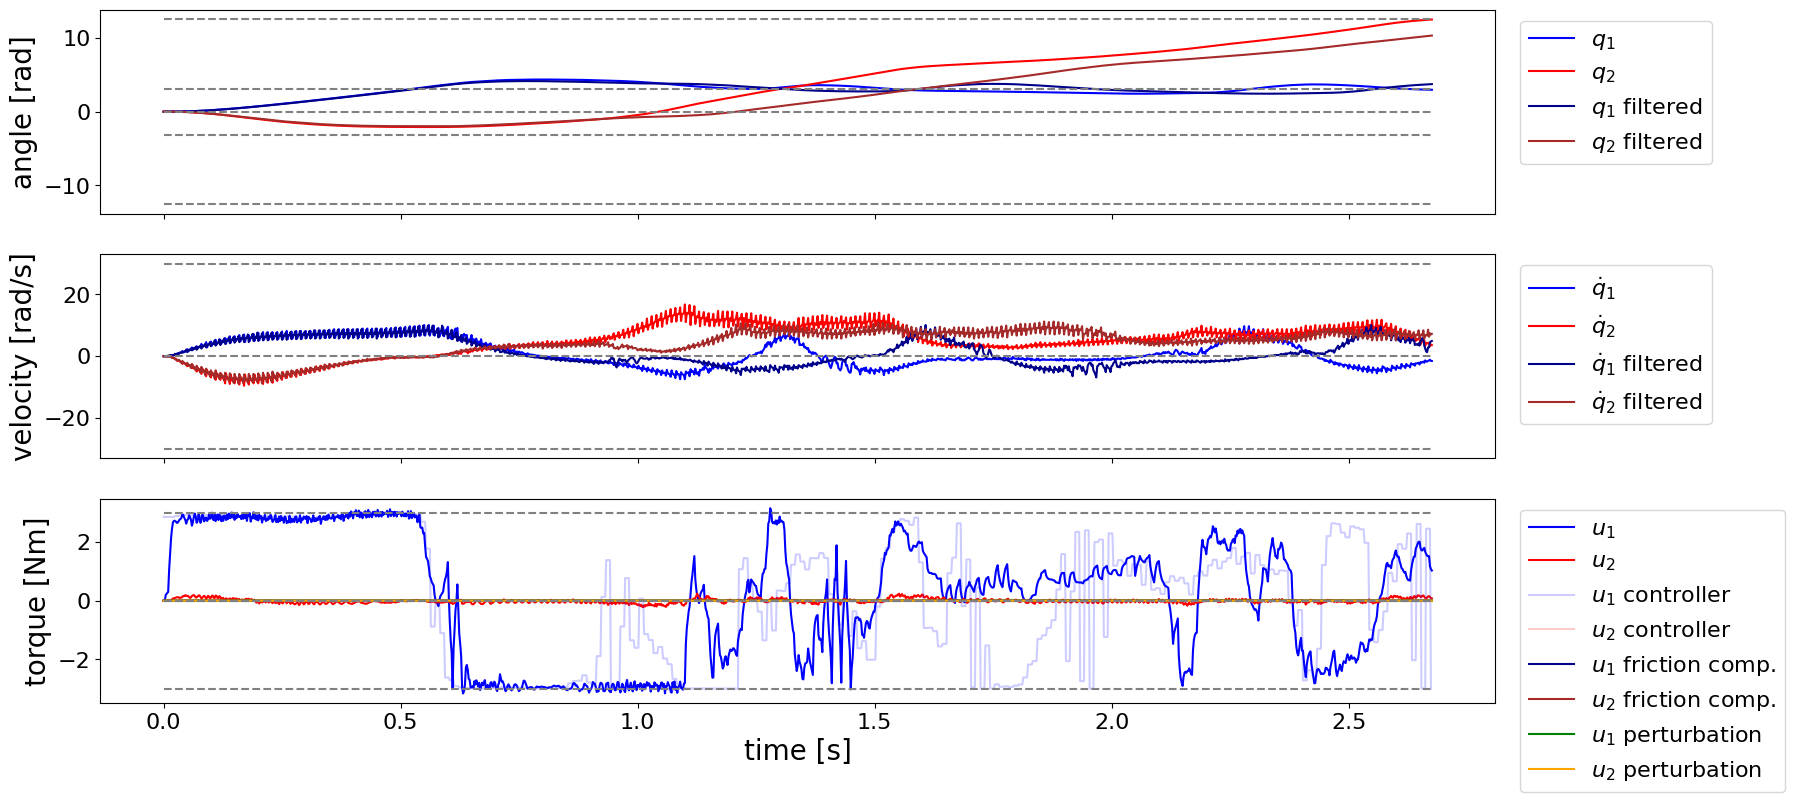 angle [rad]
10
0
−10
q₁
q₂
q₁ filtered
q₂ filtered
velocity [rad/s]
20
0
−20
q̇₁
q̇₂
q̇₁ filtered
q̇₂ filtered
torque [Nm]
2
0
−2
0.0 0.5 1.0 1.5 2.0 2.5
time [s]
u₁
u₂
u₁ controller
u₂ controller
u₁ friction comp.
u₂ friction comp.
u₁ perturbation
u₂ perturbation